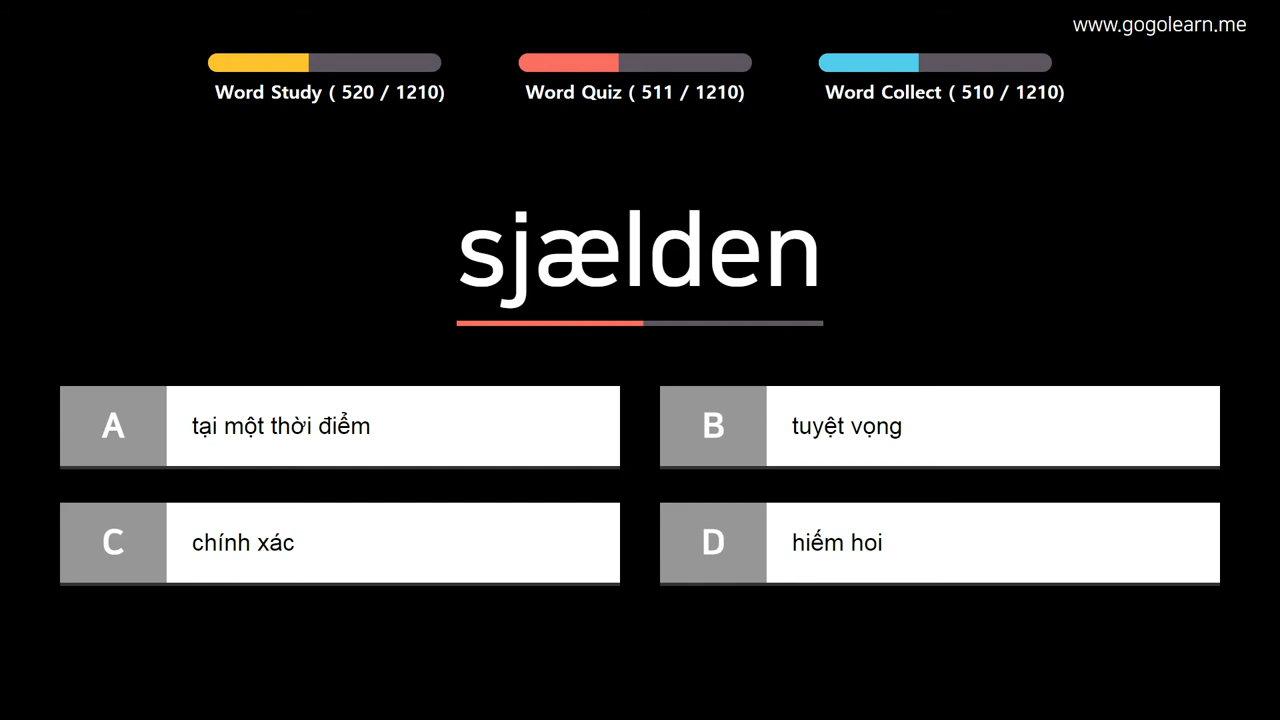 www.gogolearn.me
Word Study ( 520 / 1210)
Word Quiz ( 511 / 1210)
Word Collect ( 510 / 1210)
sjælden
A
tại một thời điểm
B
tuyệt vọng
C
chính xác
D
hiếm hoi